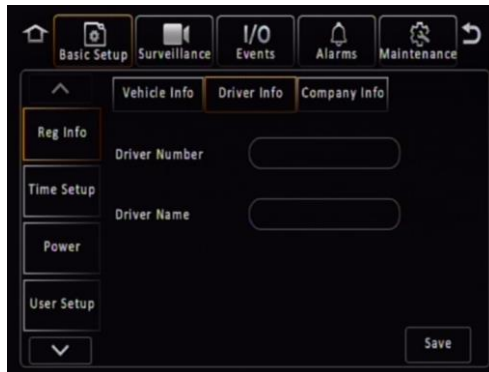 Basic Setup
Surveillance
I/O
Events
Alarms
Maintenance
Vehicle Info
Driver Info
Company Info
Reg Info
Driver Number
Time Setup
Driver Name
Power
User Setup
Save